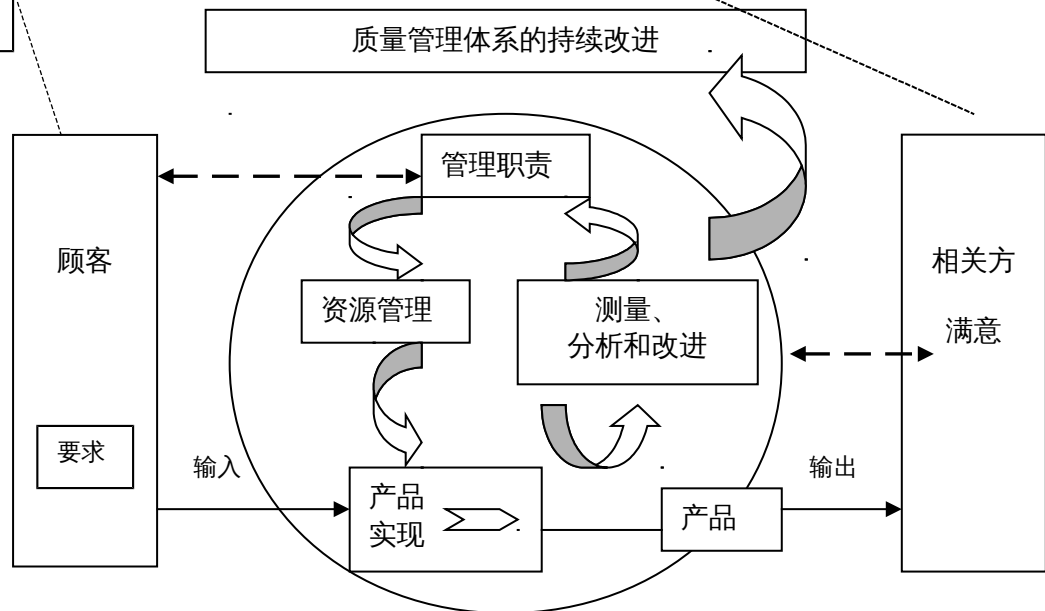 质量管理体系的持续改进
管理职责
顾客
相关方
满意
资源管理
测量、
分析和改进
要求
输入
输出
产品
实现
产品